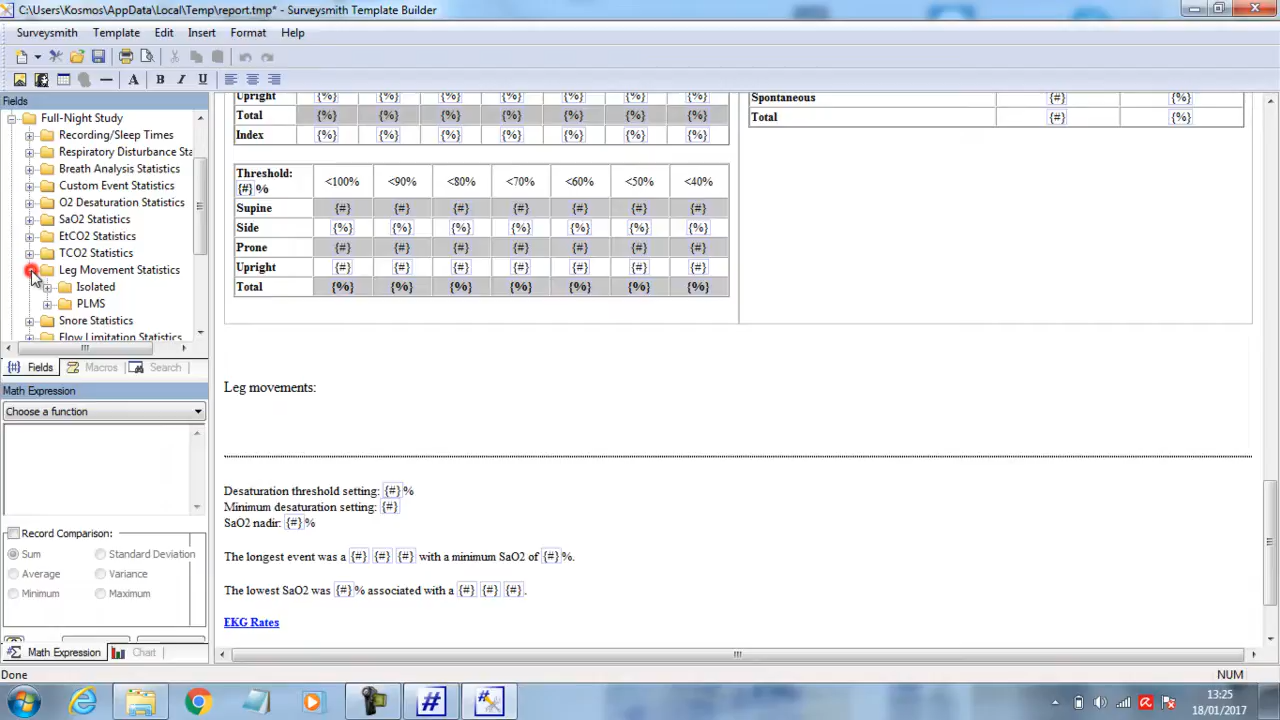 C:\Users\Kosmos\AppData\Local\Temp\report.tmp* - Surveysmith Template Builder
Surveysmith Template Edit Insert Format Help
A B I U
Fields
Full-Night Study
Recording/Sleep Times
Respiratory Disturbance Sta
Breath Analysis Statistics
Custom Event Statistics
O2 Desaturation Statistics
SaO2 Statistics
EtCO2 Statistics
TCO2 Statistics
Leg Movement Statistics
Isolated
PLMS
Snore Statistics
Flow Limitation Statistics
{#} Fields Macros Search
Math Expression
Choose a function
Record Comparison:
Sum Standard Deviation
Average Variance
Minimum Maximum
Math Expression Chart
Done
Upright {%} {%} {%} {%} {%} {%} {%}
Total {%} {%} {%} {%} {%} {%} {%}
Index {%} {%} {%} {%} {%} {%} {%}
Threshold: {#} % <100% <90% <80% <70% <60% <50% <40%
Supine {#} {#} {#} {#} {#} {#} {#}
Side {%} {%} {%} {%} {%} {%} {%}
Prone {#} {#} {#} {#} {#} {#} {#}
Upright {#} {#} {#} {#} {#} {#} {#}
Total {%} {%} {%} {%} {%} {%} {%}
Spontaneous {#} {%}
Total {#} {%}
Leg movements:
Desaturation threshold setting: {#}%
Minimum desaturation setting: {#}
SaO2 nadir: {#}%
The longest event was a {#} {#} {#} with a minimum SaO2 of {#}%.
The lowest SaO2 was {#}% associated with a {#} {#} {#}.
EKG Rates
NUM
13:25
18/01/2017